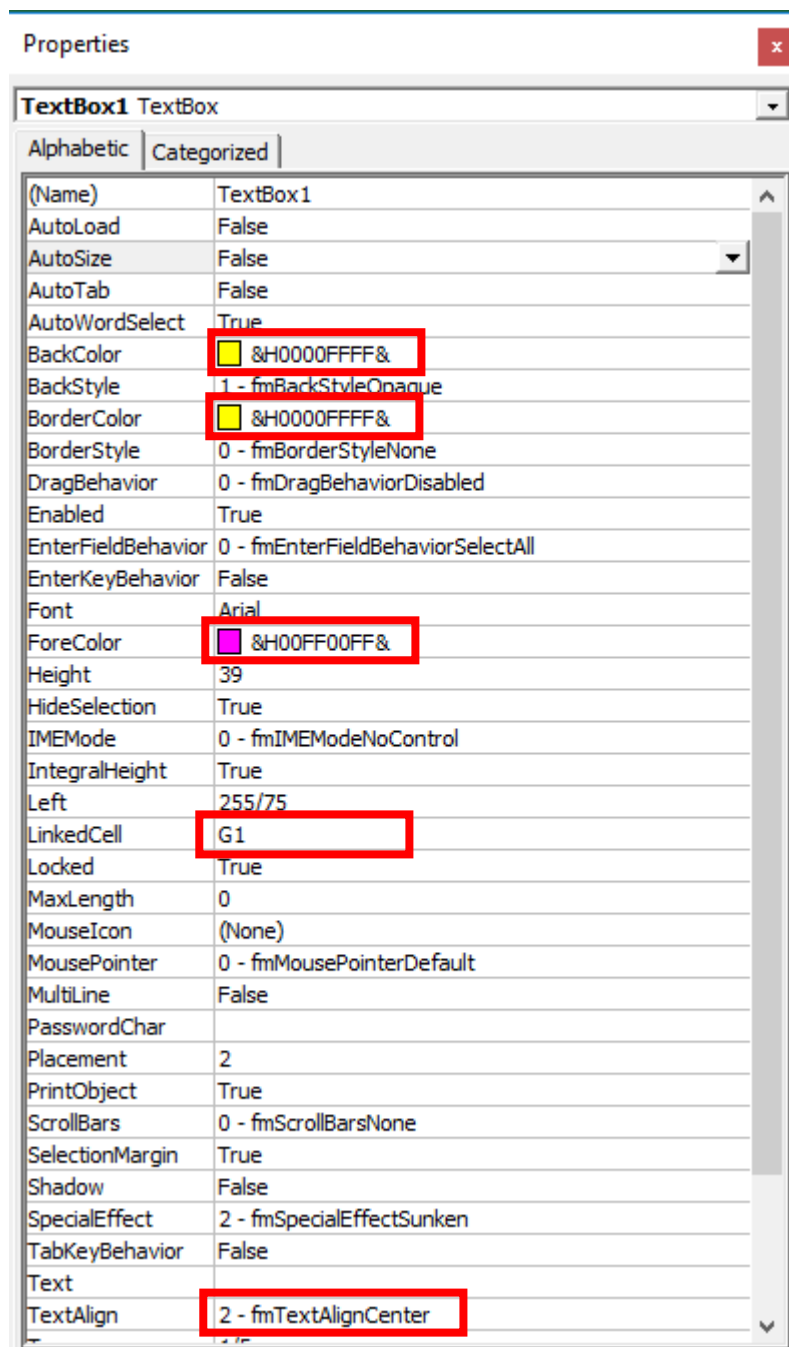 Properties
x
TextBox1 TextBox
Alphabetic Categorized
(Name) TextBox1
AutoLoad False
AutoSize False
AutoTab False
AutoWordSelect True
BackColor &H0000FFFF&
BackStyle 1 - fmBackStyleOpaque
BorderColor &H0000FFFF&
BorderStyle 0 - fmBorderStyleNone
DragBehavior 0 - fmDragBehaviorDisabled
Enabled True
EnterFieldBehavior 0 - fmEnterFieldBehaviorSelectAll
EnterKeyBehavior False
Font Arial
ForeColor &H00FF00FF&
Height 39
HideSelection True
IMEMode 0 - fmIMEModeNoControl
IntegralHeight True
Left 255/75
LinkedCell G1
Locked True
MaxLength 0
MouseIcon (None)
MousePointer 0 - fmMousePointerDefault
MultiLine False
PasswordChar
Placement 2
PrintObject True
ScrollBars 0 - fmScrollBarsNone
SelectionMargin True
Shadow False
SpecialEffect 2 - fmSpecialEffectSunken
TabKeyBehavior False
Text
TextAlign 2 - fmTextAlignCenter